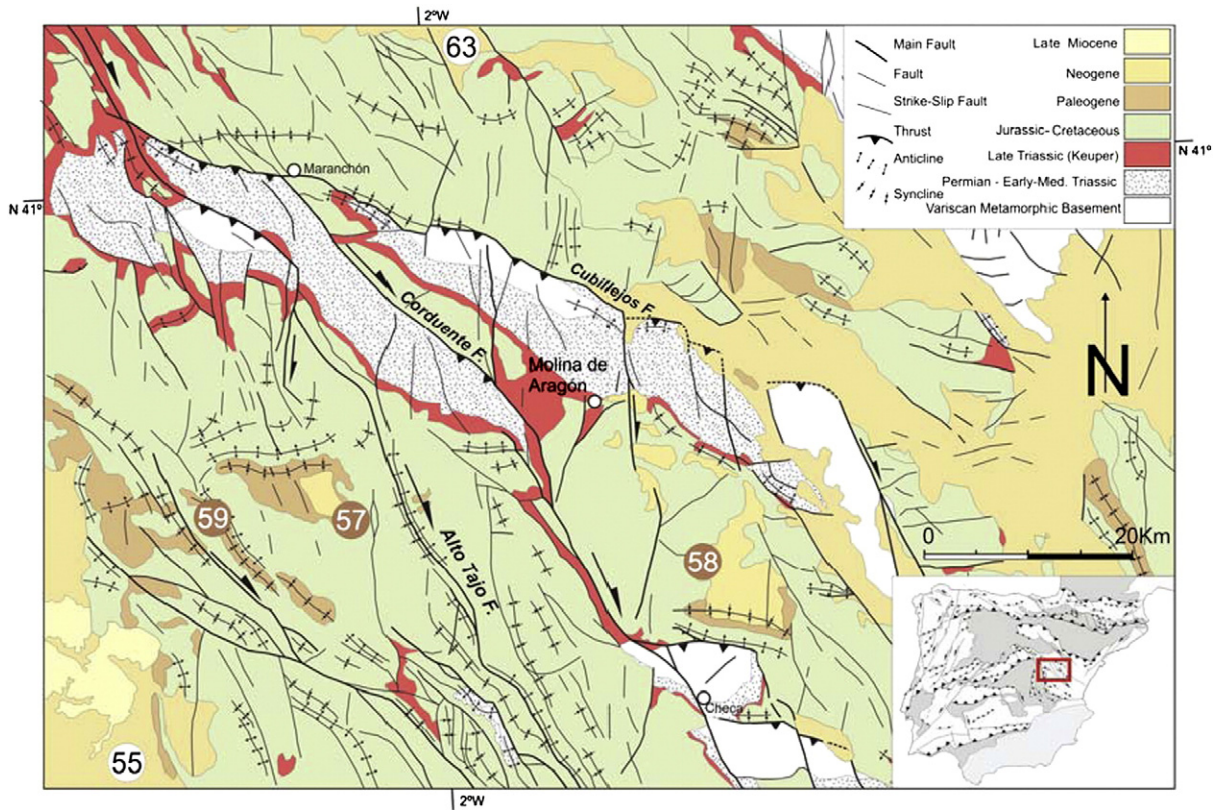 2ºW
63
Main Fault
Late Miocene
Fault
Neogene
Strike-Slip Fault
Paleogene
Thrust
Jurassic- Cretaceous
N 41º
Anticline
Late Triassic (Keuper)
Syncline
Permian - Early-Med. Triassic
Variscan Metamorphic Basement
Maranchón
N 41º
Cubillejos F.
Corduente F.
Molina de
Aragón
N
59
57
Alto Tajo F.
58
0
20Km
Checa
55
2ºW